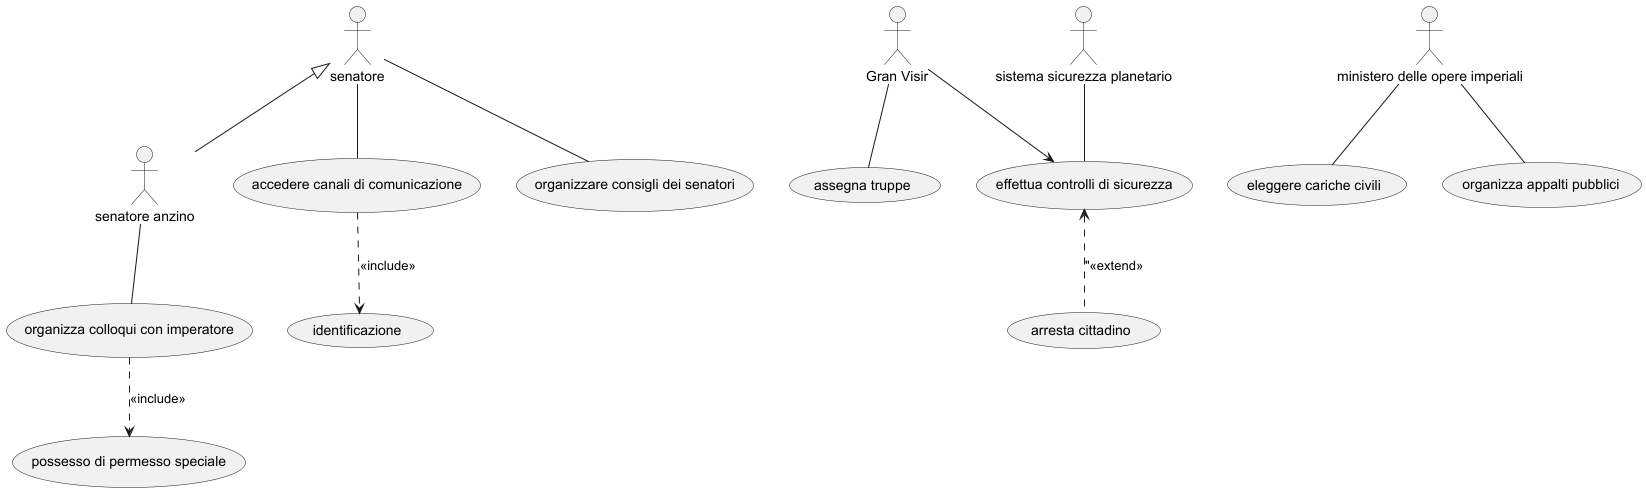 senatore
Gran Visir
sistema sicurezza planetario
ministero delle opere imperiali
senatore anzino
accedere canali di comunicazione
organizzare consigli dei senatori
assegna truppe
effettua controlli di sicurezza
eleggere cariche civili
organizza appalti pubblici
«include»
"«extend»
organizza colloqui con imperatore
identificazione
arresta cittadino
«include»
possesso di permesso speciale